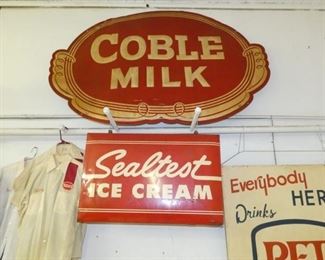 COBLE
MILK
Sealtest
ICE CREAM
Everybody
HER
Drinks